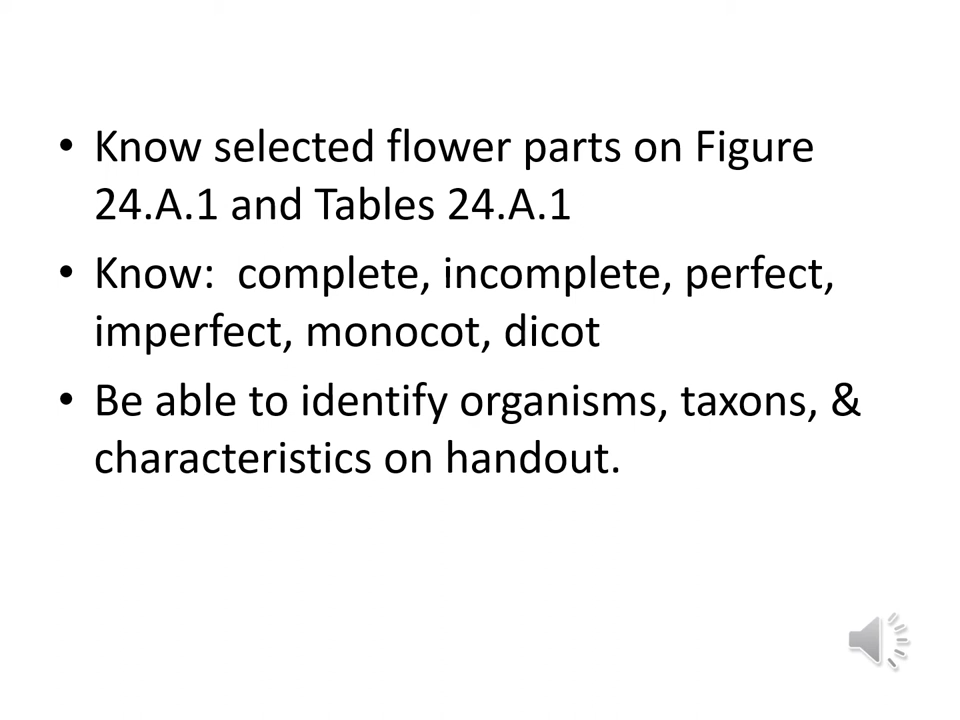 • Know selected flower parts on Figure
24.A.1 and Tables 24.A.1
• Know:  complete, incomplete, perfect,
imperfect, monocot, dicot
• Be able to identify organisms, taxons, &
characteristics on handout.